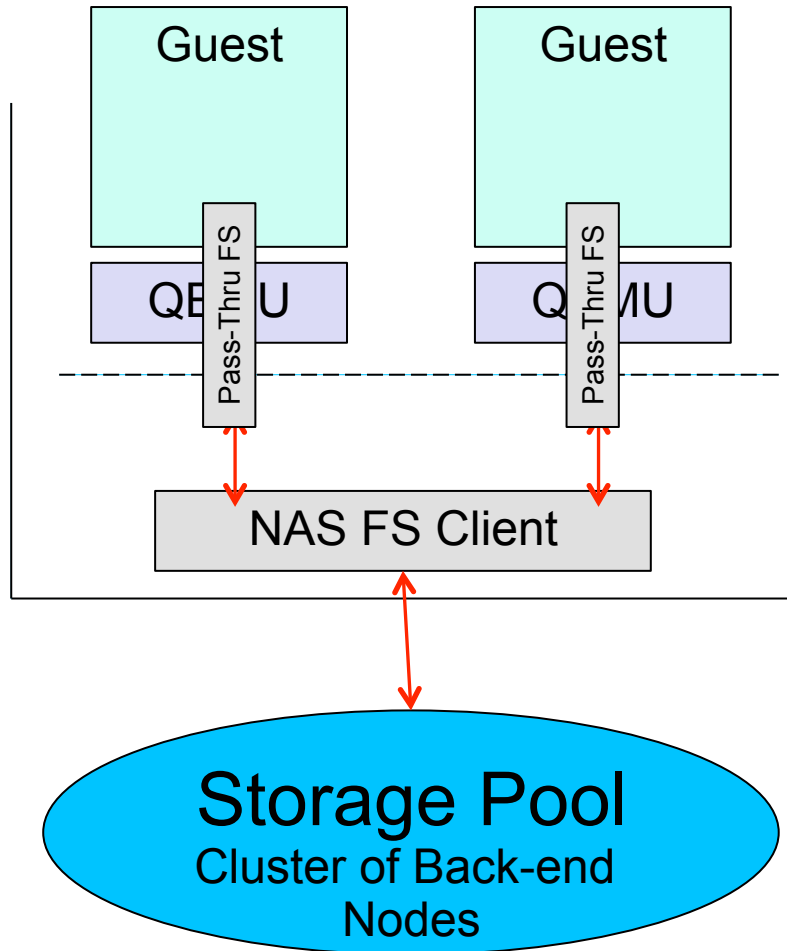 Guest
Guest
Pass-Thru FS
Pass-Thru FS
NAS FS Client
Storage Pool
Cluster of Back-end
Nodes